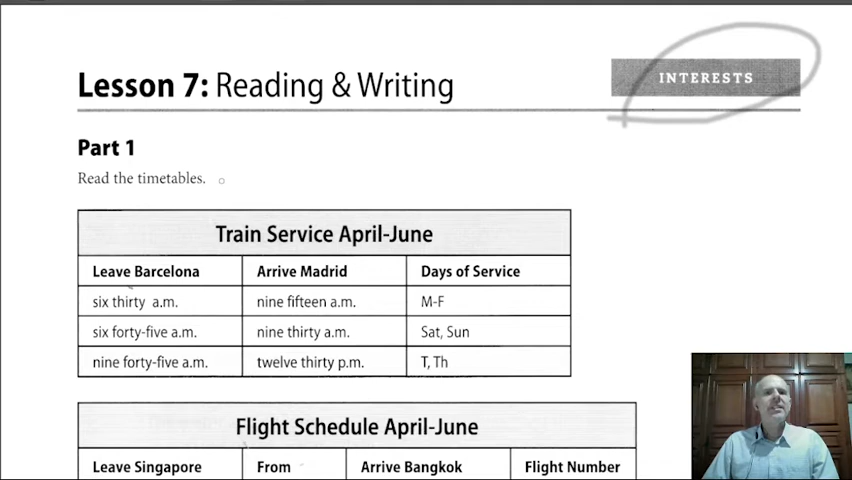 Lesson 7: Reading & Writing
INTERESTS
Part 1
Read the timetables.
Train Service April-June
Leave Barcelona Arrive Madrid Days of Service
six thirty a.m. nine fifteen a.m. M-F
six forty-five a.m. nine thirty a.m. Sat, Sun
nine forty-five a.m. twelve thirty p.m. T, Th
Flight Schedule April-June
Leave Singapore From Arrive Bangkok Flight Number